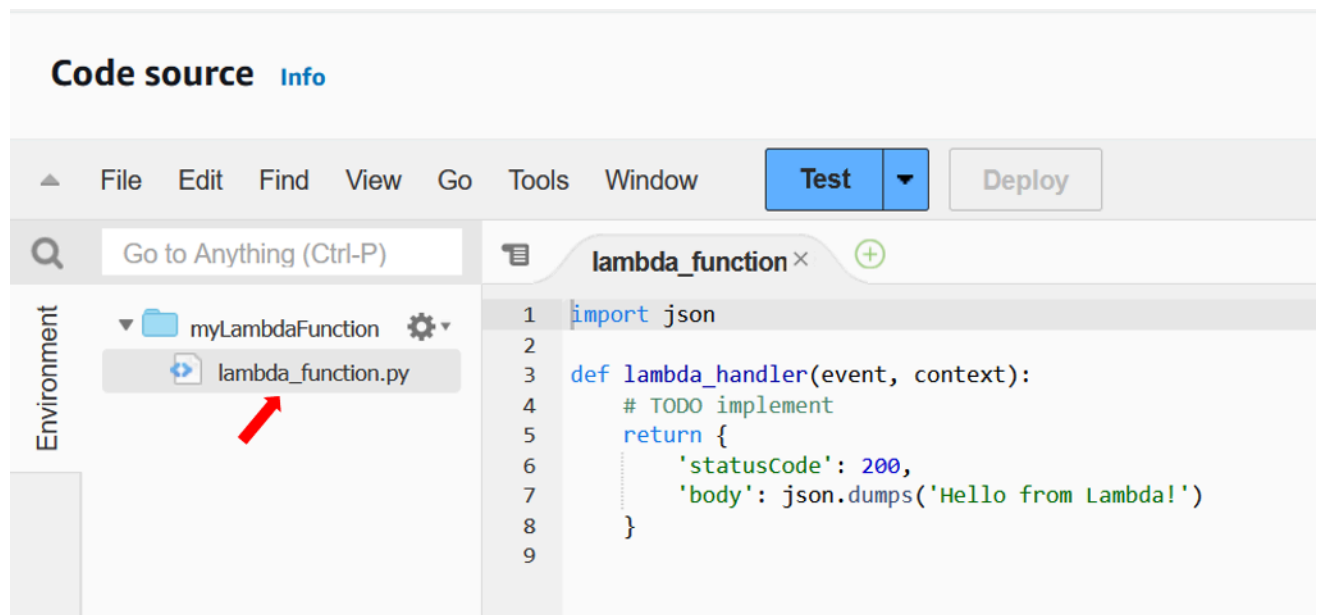 Code source Info
File Edit Find View Go Tools Window Test Deploy
Go to Anything (Ctrl-P)
lambda_function
Environment
myLambdaFunction
lambda_function.py
1 import json
2
3 def lambda_handler(event, context):
4     # TODO implement
5     return {
6         'statusCode': 200,
7         'body': json.dumps('Hello from Lambda!')
8     }
9